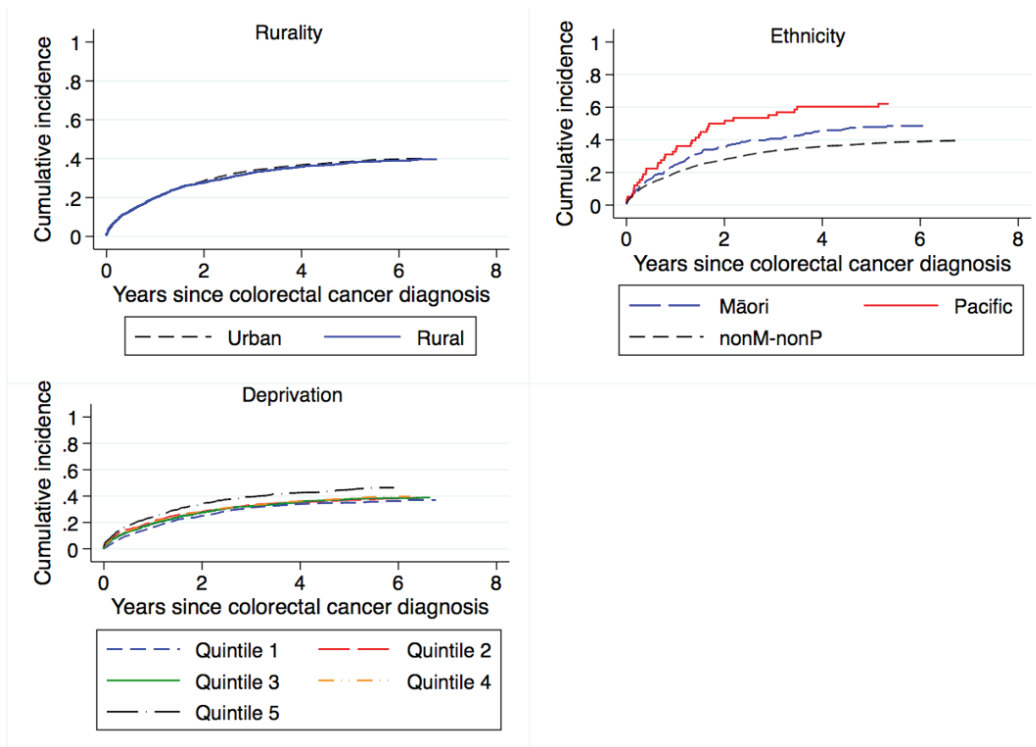 Rurality
Cumulative incidence
1
.8
.6
.4
.2
0
0 2 4 6 8
Years since colorectal cancer diagnosis
Urban Rural
Ethnicity
Cumulative incidence
1
.8
.6
.4
.2
0
0 2 4 6 8
Years since colorectal cancer diagnosis
Māori Pacific
nonM-nonP
Deprivation
Cumulative incidence
1
.8
.6
.4
.2
0
0 2 4 6 8
Years since colorectal cancer diagnosis
Quintile 1 Quintile 2
Quintile 3 Quintile 4
Quintile 5